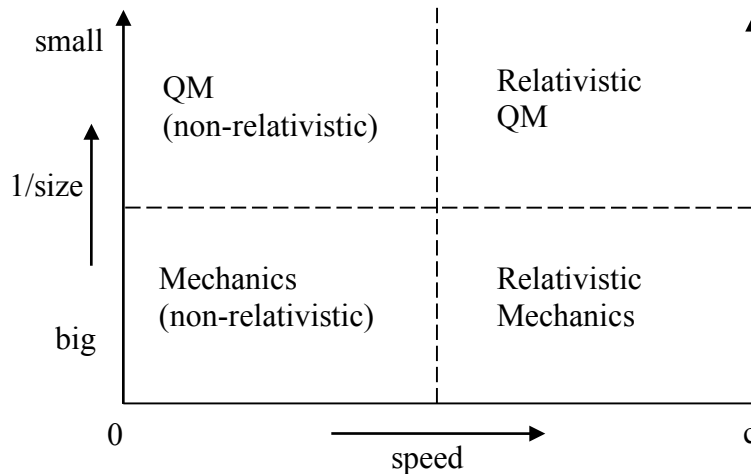 small
QM
(non-relativistic)
Relativistic
QM
1/size
Mechanics
(non-relativistic)
Relativistic
Mechanics
big
0
speed
c